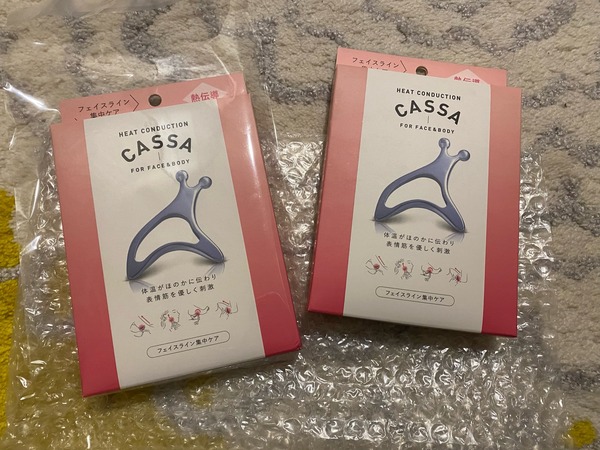 フェイスライン
集中ケア
熱伝導
HEAT CONDUCTION
CASSA
FOR FACE & BODY
体温がほのかに伝わり
表情筋を優しく刺激
フェイスライン集中ケア
フェイスライン
熱伝導
HEAT CONDUCTION
CASSA
FOR FACE & BODY
体温がほのかに伝わり
表情筋を優しく刺激
フェイスライン集中ケア